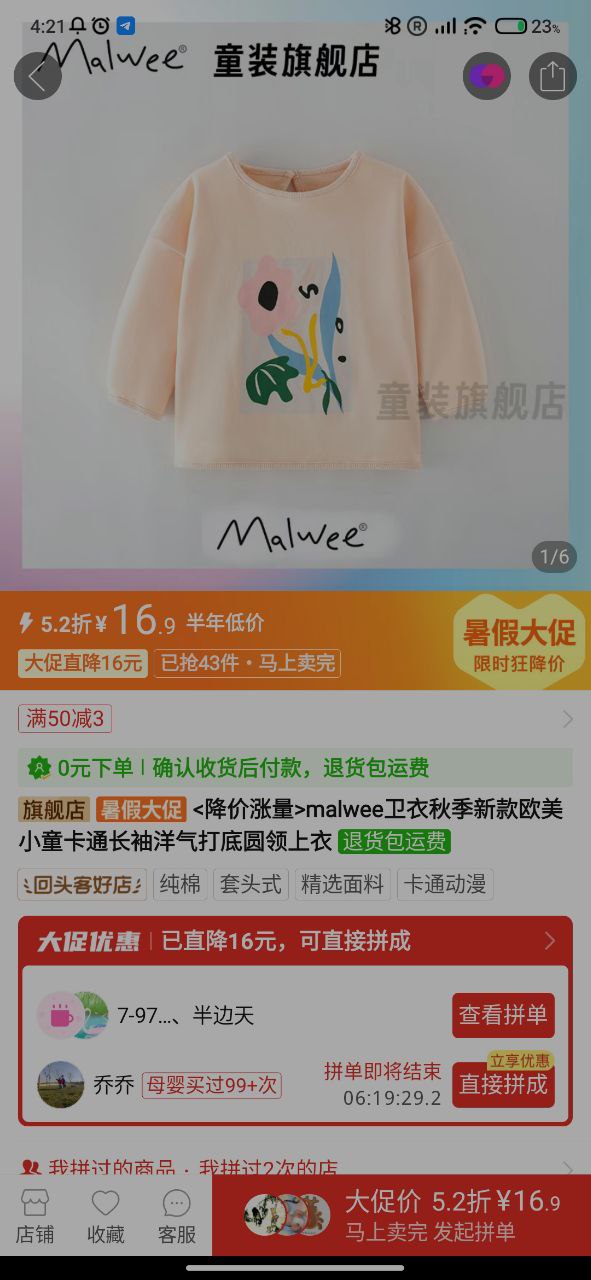 4:21
23%
Malwee® 童装旗舰店
童装旗舰店
Malwee®
1/6
5.2折¥16.9 半年低价
大促直降16元 已抢43件·马上卖完
暑假大促
限时狂降价
满50减3
0元下单 | 确认收货后付款，退货包运费
旗舰店 暑假大促 <降价涨量>malwee卫衣秋季新款欧美
小童卡通长袖洋气打底圆领上衣 退货包运费
回头客好店 纯棉 套头式 精选面料 卡通动漫
大促优惠 | 已直降16元，可直接拼成
7-97...、半边天
查看拼单
立享优惠
乔乔 母婴买过99+次
拼单即将结束
06:19:29.2
直接拼成
我拼过的商品 · 我拼过2次的店
店铺
收藏
客服
大促价 5.2折¥16.9
马上卖完 发起拼单